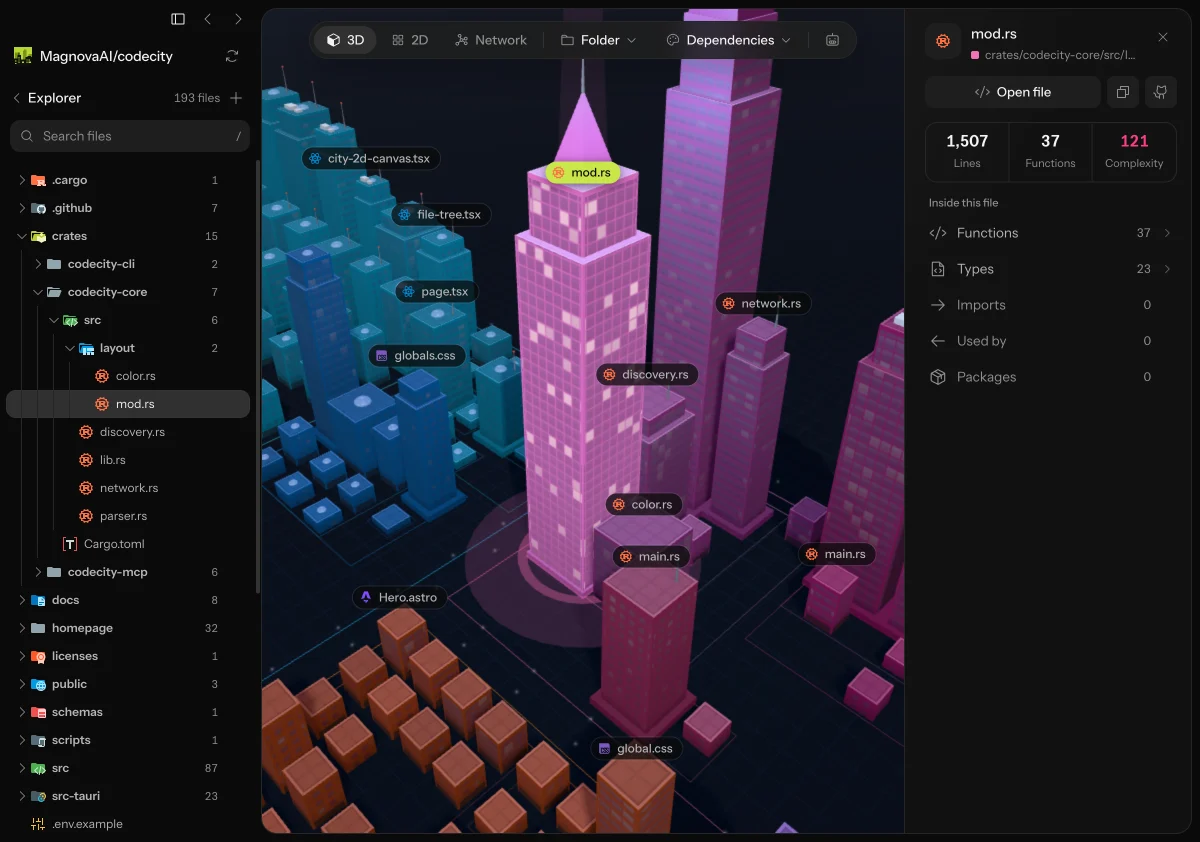 MagnovaAI/codecity
Explorer
193 files
Search files
/
.cargo
1
.github
7
crates
15
codecity-cli
2
codecity-core
7
src
6
layout
2
color.rs
mod.rs
discovery.rs
lib.rs
network.rs
parser.rs
Cargo.toml
codecity-mcp
6
docs
8
homepage
32
licenses
1
public
3
schemas
1
scripts
1
src
87
src-tauri
23
.env.example
3D
2D
Network
Folder
Dependencies
city-2d-canvas.tsx
mod.rs
file-tree.tsx
page.tsx
network.rs
globals.css
discovery.rs
color.rs
main.rs
main.rs
Hero.astro
global.css
mod.rs
crates/codecity-core/src/l...
</> Open file
1,507
Lines
37
Functions
121
Complexity
Inside this file
Functions
37
Types
23
Imports
0
Used by
0
Packages
0